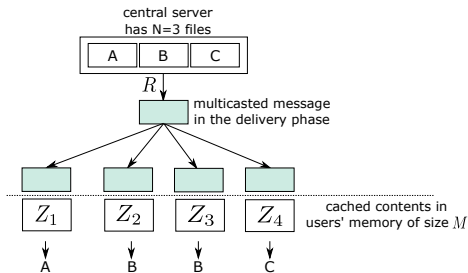 central server
has N=3 files
A B C
R
multicasted message
in the delivery phase
cached contents in
users' memory of size M
Z1 Z2 Z3 Z4
A B B C